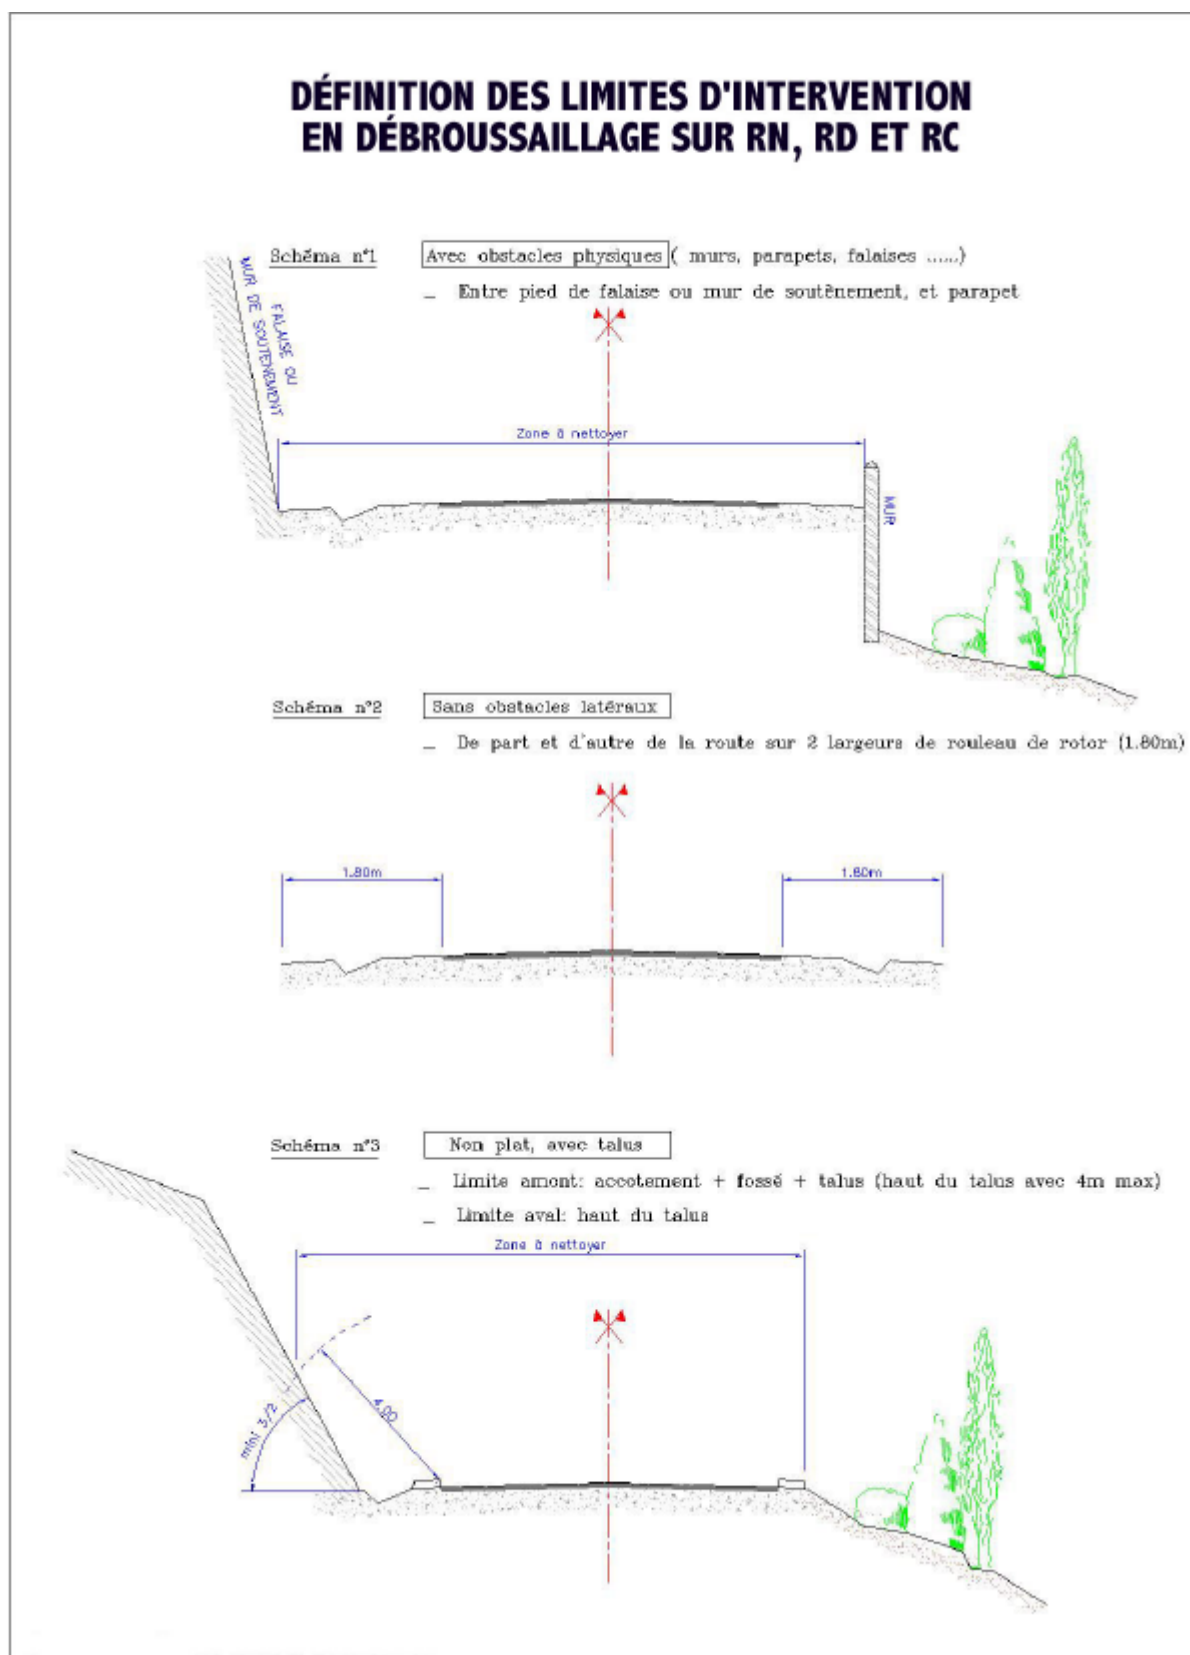 DÉFINITION DES LIMITES D'INTERVENTION
EN DÉBROUSSAILLAGE SUR RN, RD ET RC
Schéma n°1 Avec obstacles physiques ( murs, parapets, falaises ......)
_ Entre pied de falaise ou mur de soutènement, et parapet
FALAISE OU
MUR DE SOUTENEMENT
Zone à nettoyer
MUR
Schéma n°2 Sans obstacles latéraux
_ De part et d'autre de la route sur 2 largeurs de rouleau de rotor (1.80m)
1.80m 1.80m
Schéma n°3 Non plat, avec talus
_ Limite amont: accotement + fossé + talus (haut du talus avec 4m max)
_ Limite aval: haut du talus
Zone à nettoyer
4.00
mini 3/2